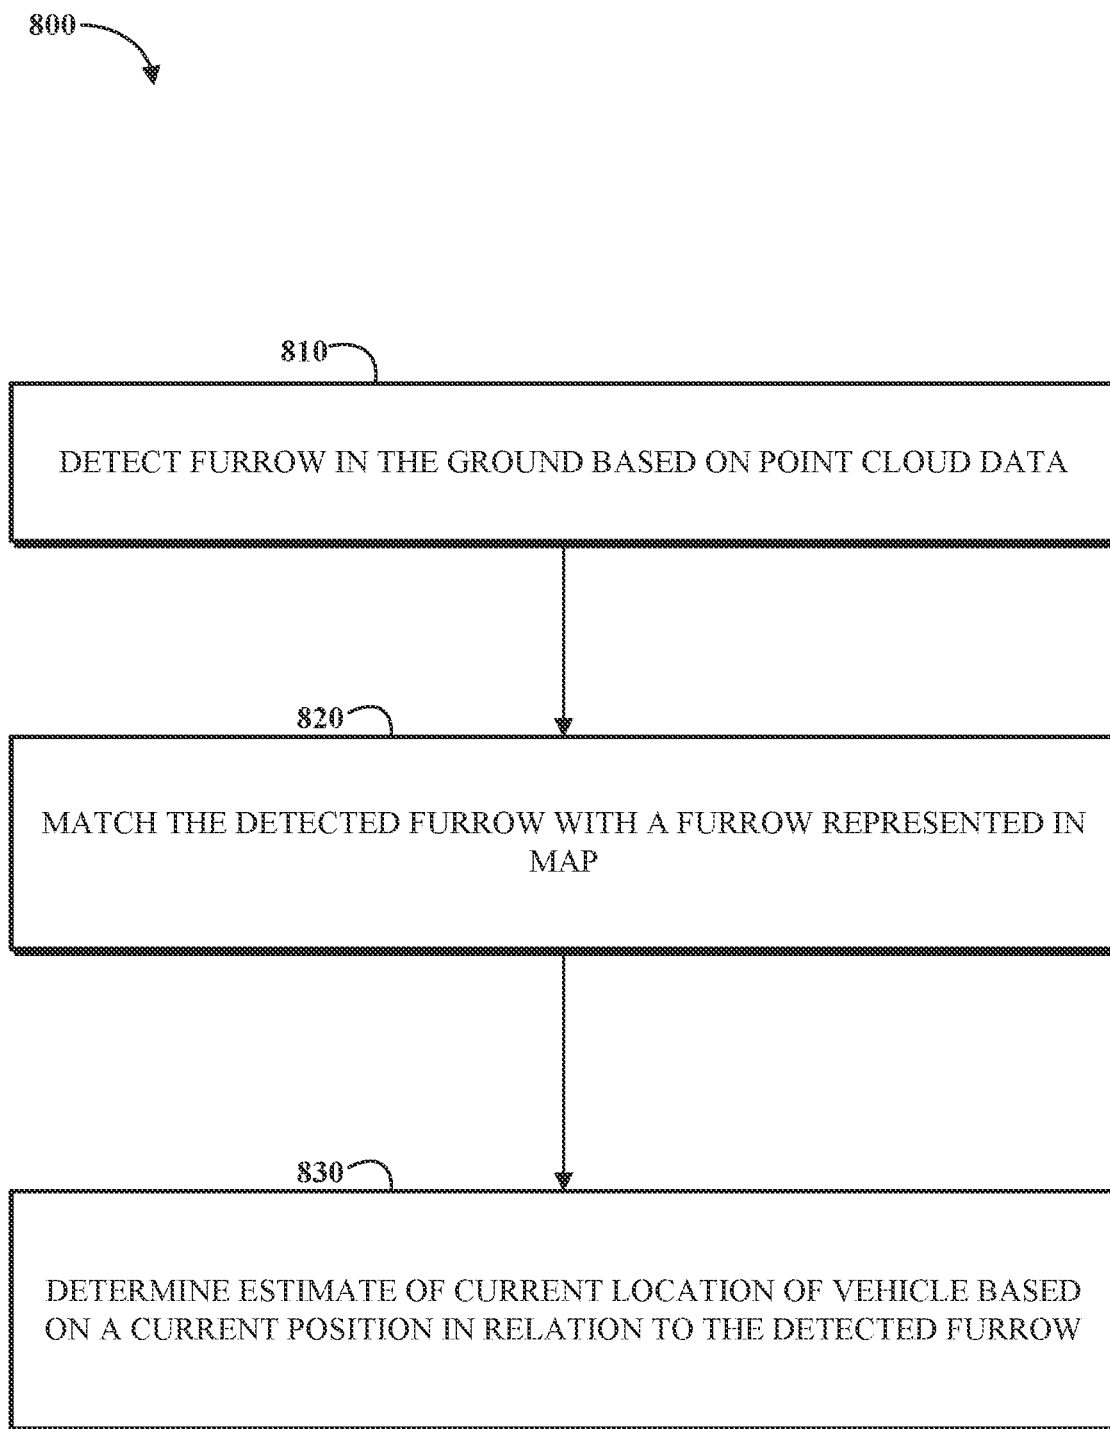 800
810
DETECT FURROW IN THE GROUND BASED ON POINT CLOUD DATA
820
MATCH THE DETECTED FURROW WITH A FURROW REPRESENTED IN
MAP
830
DETERMINE ESTIMATE OF CURRENT LOCATION OF VEHICLE BASED
ON A CURRENT POSITION IN RELATION TO THE DETECTED FURROW